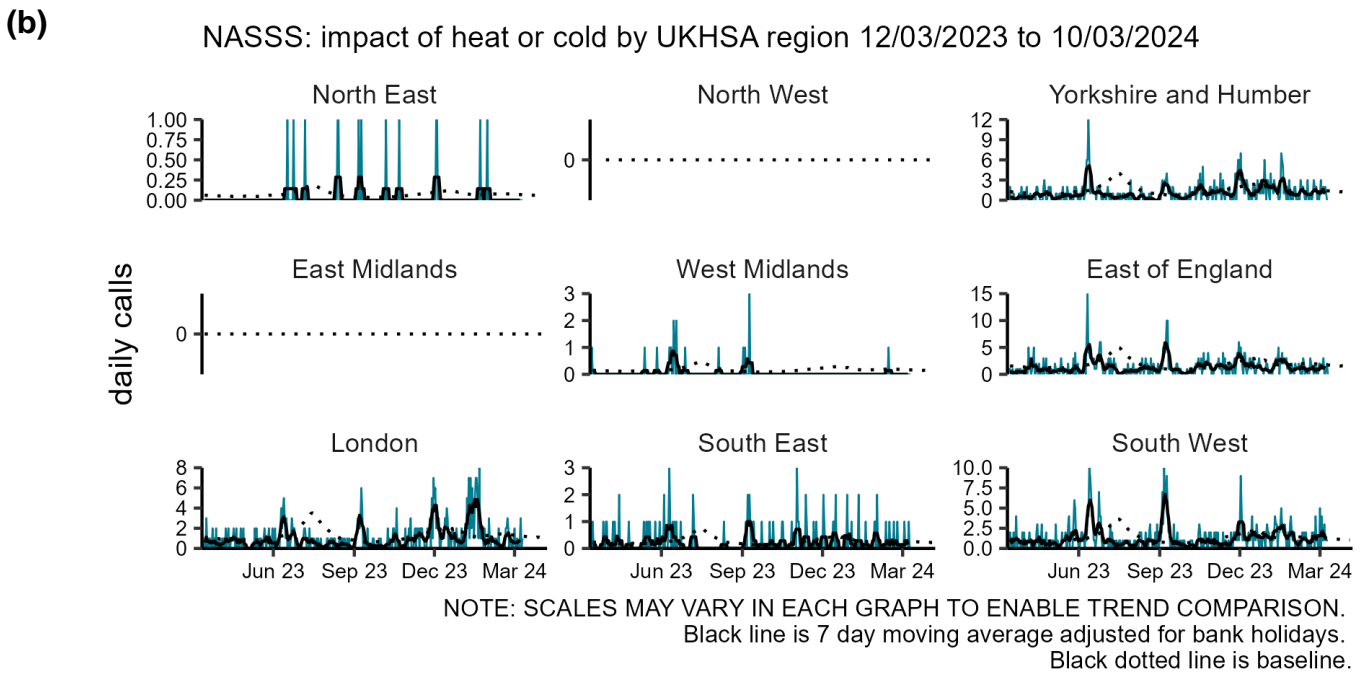 (b)
NASSS: impact of heat or cold by UKHSA region 12/03/2023 to 10/03/2024
North East
1.00
0.75
0.50
0.25
0.00
North West
0
Yorkshire and Humber
12
9
6
3
0
daily calls
East Midlands
0
West Midlands
3
2
1
0
East of England
15
10
5
0
London
8
6
4
2
0
Jun 23 Sep 23 Dec 23 Mar 24
South East
3
2
1
0
Jun 23 Sep 23 Dec 23 Mar 24
South West
10.0
7.5
5.0
2.5
0.0
Jun 23 Sep 23 Dec 23 Mar 24
NOTE: SCALES MAY VARY IN EACH GRAPH TO ENABLE TREND COMPARISON.
Black line is 7 day moving average adjusted for bank holidays.
Black dotted line is baseline.